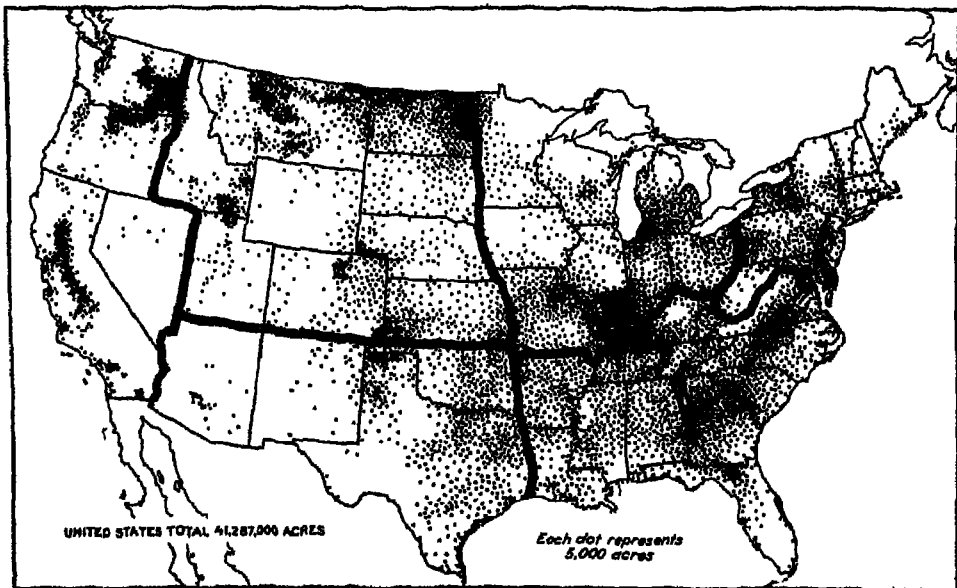 UNITED STATES TOTAL 41,287,000 ACRES
Each dot represents
5,000 acres